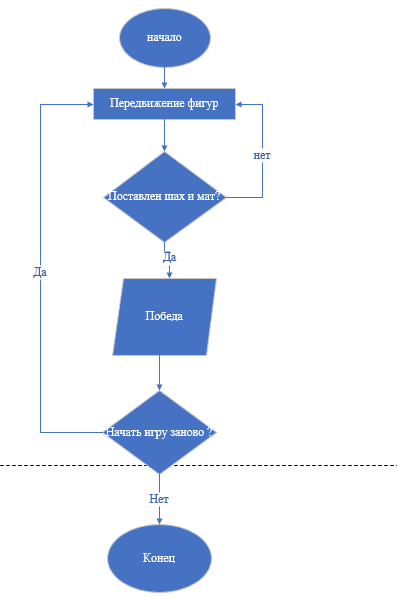 начало
Передвижение фигур
нет
Поставлен шах и мат?
Да
Да
Победа
Начать игру заново ?
Нет
Конец